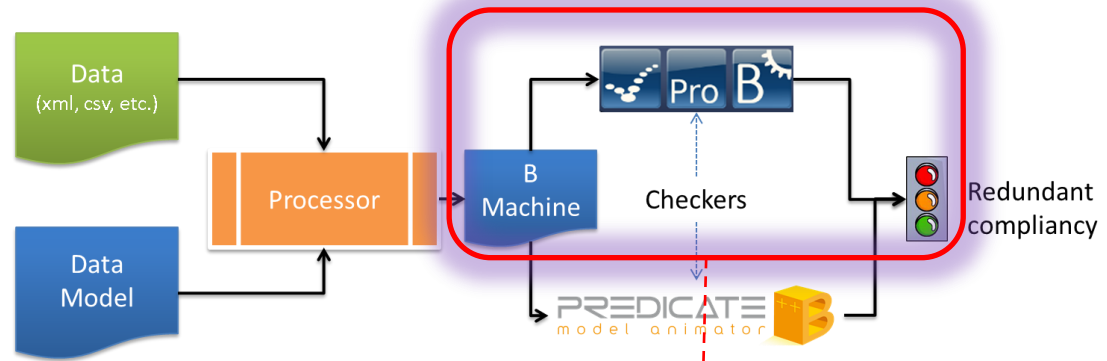 Data
(xml, csv, etc.)
Processor
Data
Model
B
Machine
Pro B
Checkers
PREDICATE
model animator
++
B
Redundant
compliancy